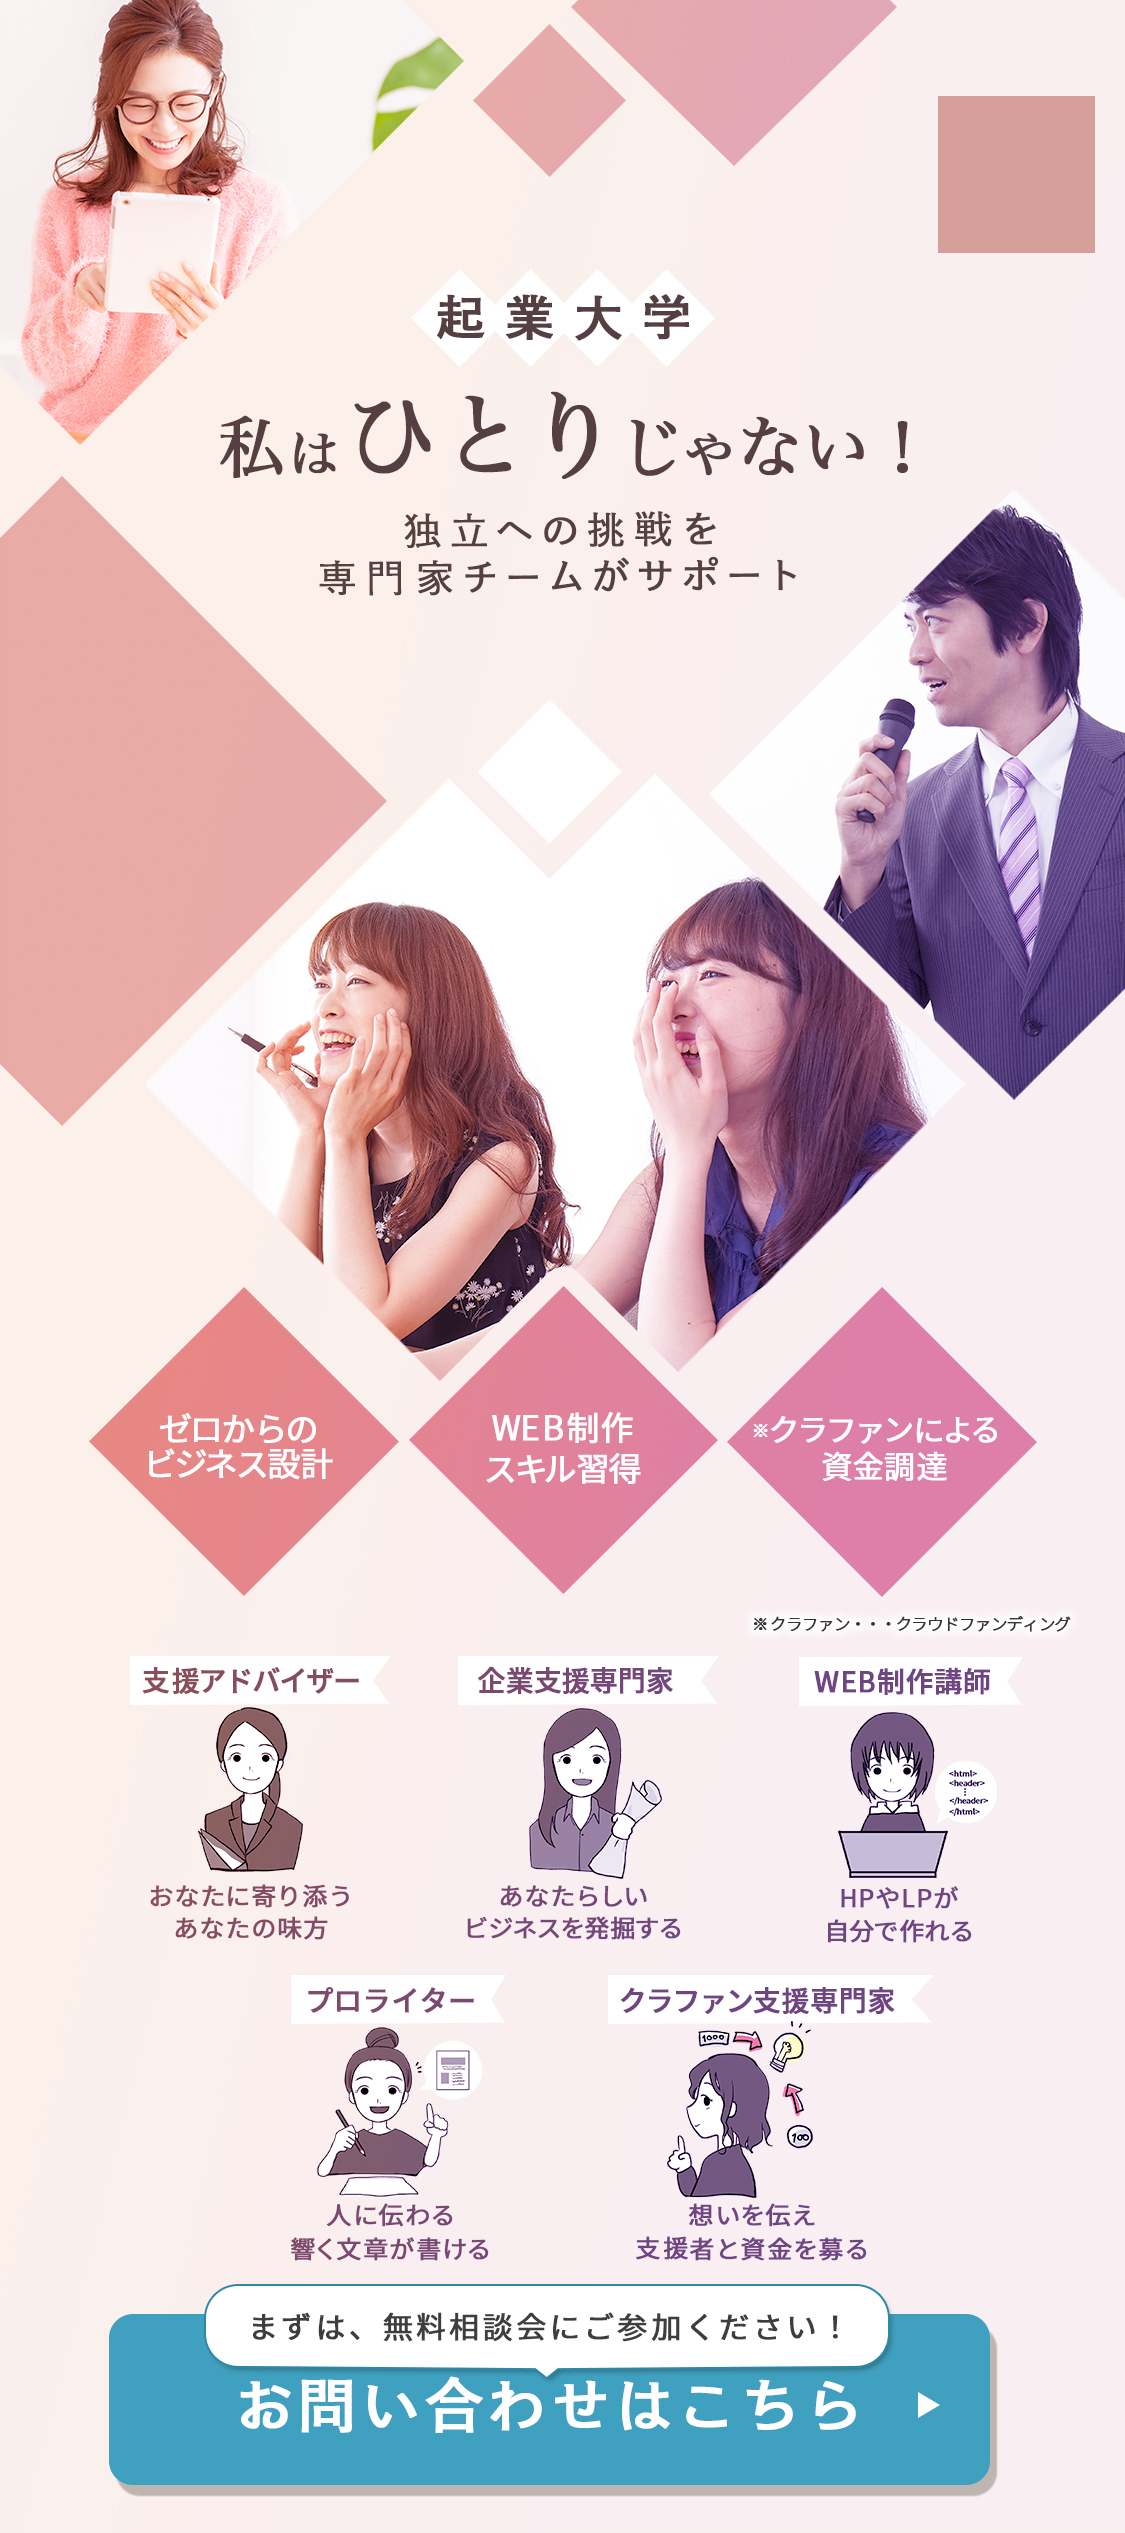 起業大学
私はひとりじゃない！
独立への挑戦を
専門家チームがサポート
ゼロからの
ビジネス設計
WEB制作
スキル習得
※クラファンによる
資金調達
※クラファン・・・クラウドファンディング
支援アドバイザー
企業支援専門家
WEB制作講師
<html>
<header>
⋮
</header>
</html>
おなたに寄り添う
あなたの味方
あなたらしい
ビジネスを発掘する
HPやLPが
自分で作れる
プロライター
クラファン支援専門家
1000
100
人に伝わる
響く文章が書ける
想いを伝え
支援者と資金を募る
まずは、無料相談会にご参加ください！
お問い合わせはこちら